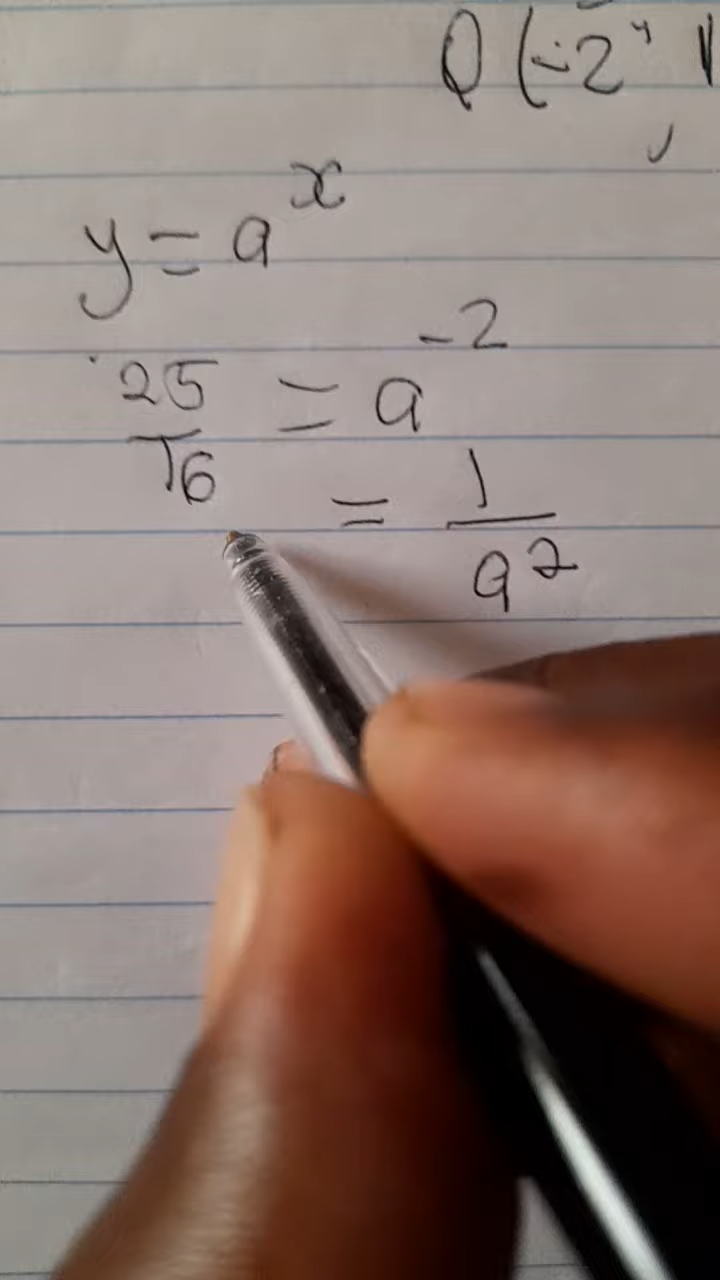 Q (-2,
y = a^x
25/16 = a^-2
= 1/a^2